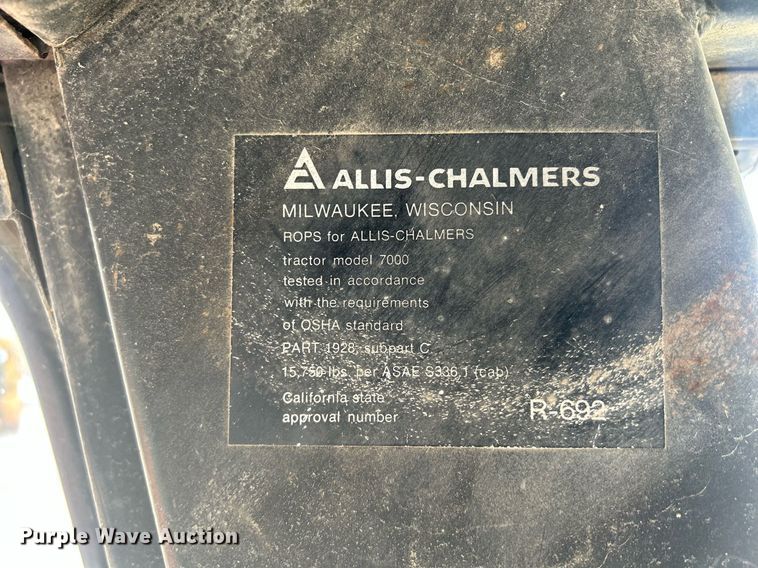 ALLIS-CHALMERS
MILWAUKEE, WISCONSIN
ROPS for ALLIS-CHALMERS
tractor model 7000
tested in accordance
with the requirements
of OSHA standard
PART 1928, subpart C
15,750 lbs. per ASAE S336.1 (cab)
California state
approval number R-692
Purple Wave Auction